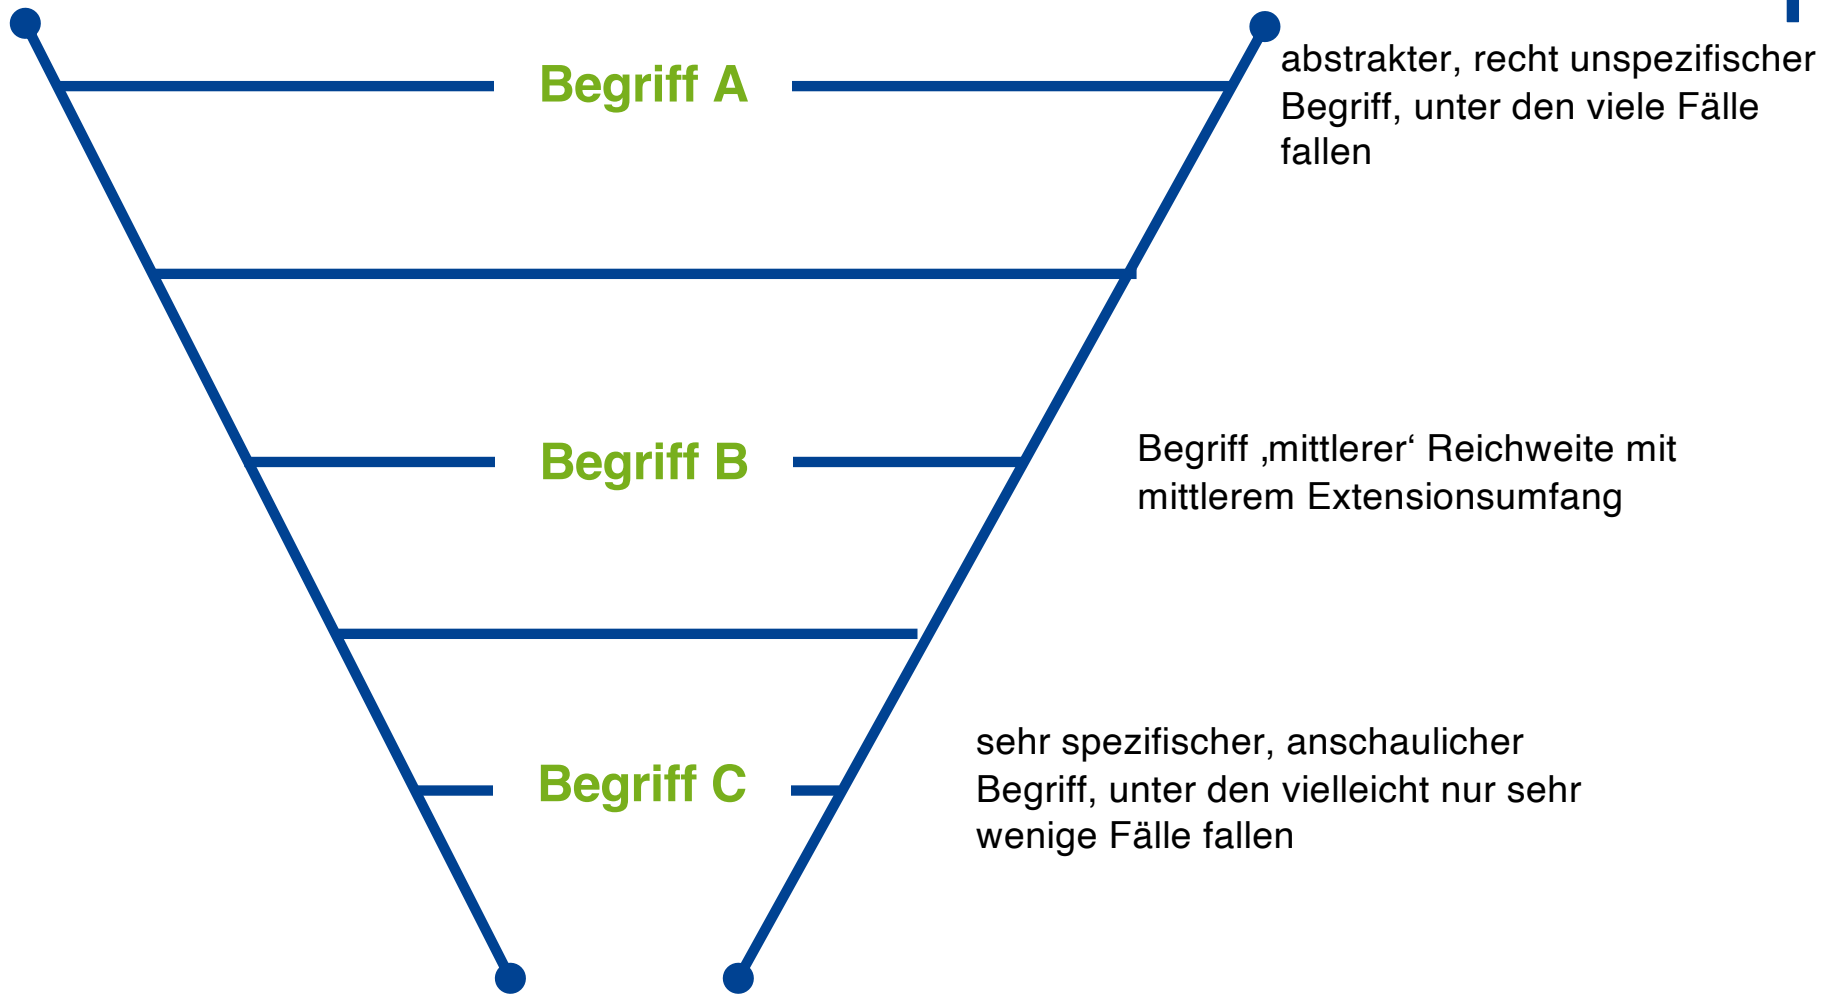 Begriff A
abstrakter, recht unspezifischer
Begriff, unter den viele Fälle
fallen
Begriff B
Begriff ‚mittlerer‘ Reichweite mit
mittlerem Extensionsumfang
Begriff C
sehr spezifischer, anschaulicher
Begriff, unter den vielleicht nur sehr
wenige Fälle fallen